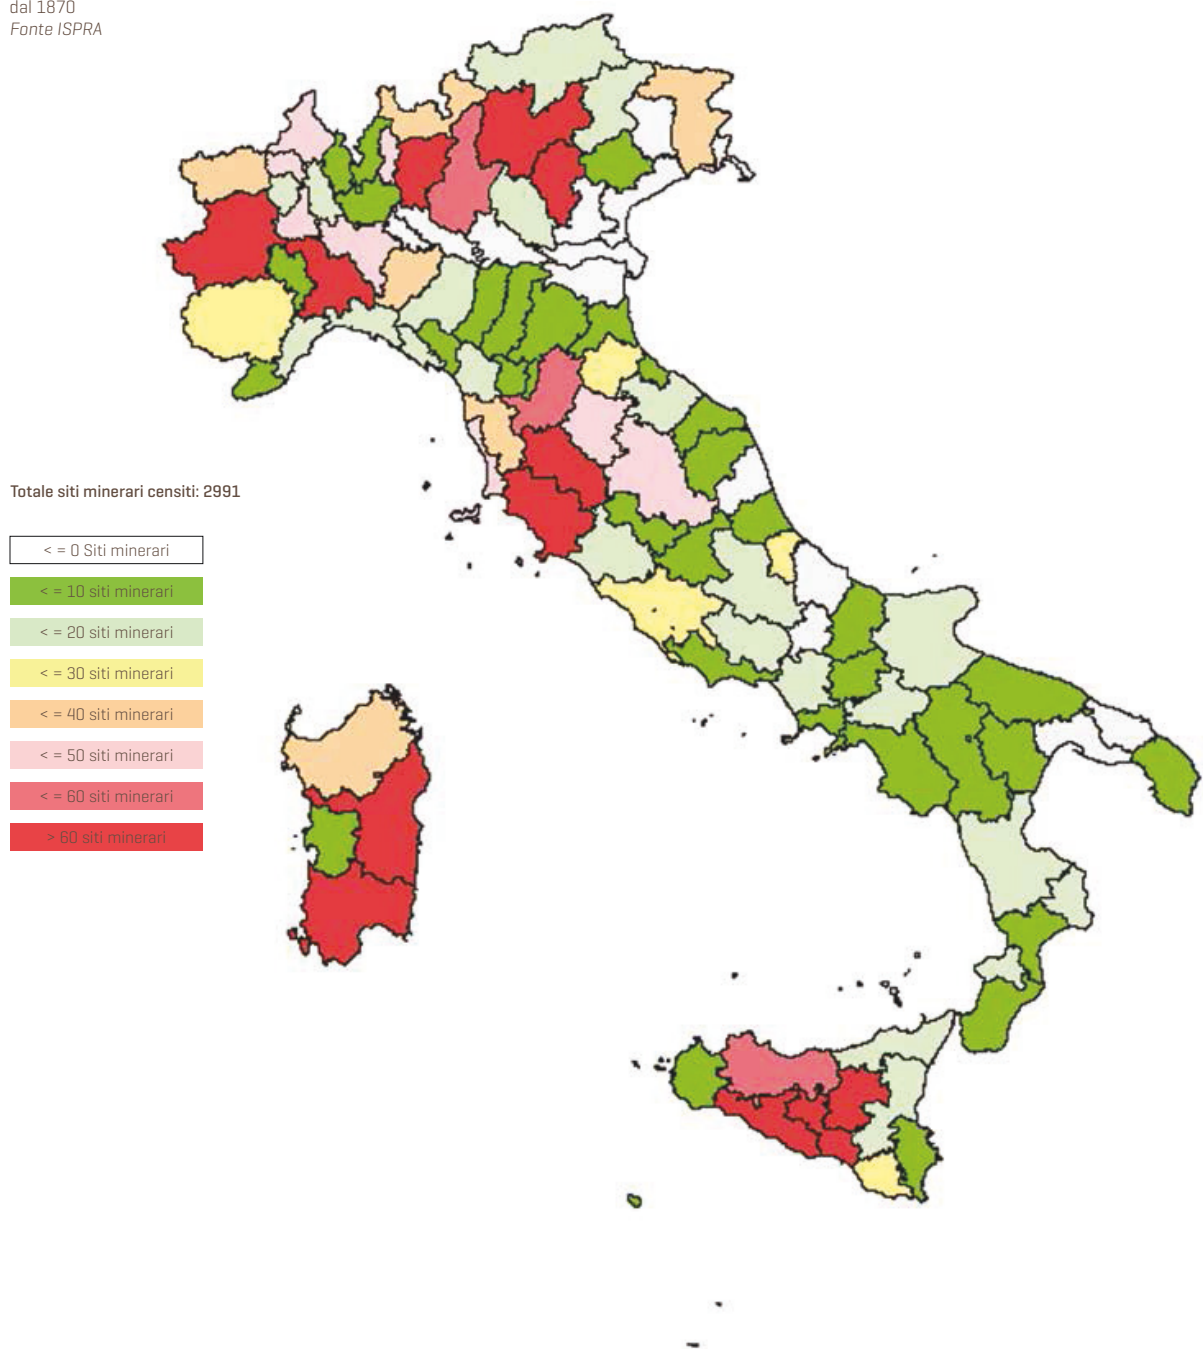 dal 1870
Fonte ISPRA
Totale siti minerari censiti: 2991
< = 0 Siti minerari
< = 10 siti minerari
< = 20 siti minerari
< = 30 siti minerari
< = 40 siti minerari
< = 50 siti minerari
< = 60 siti minerari
> 60 siti minerari